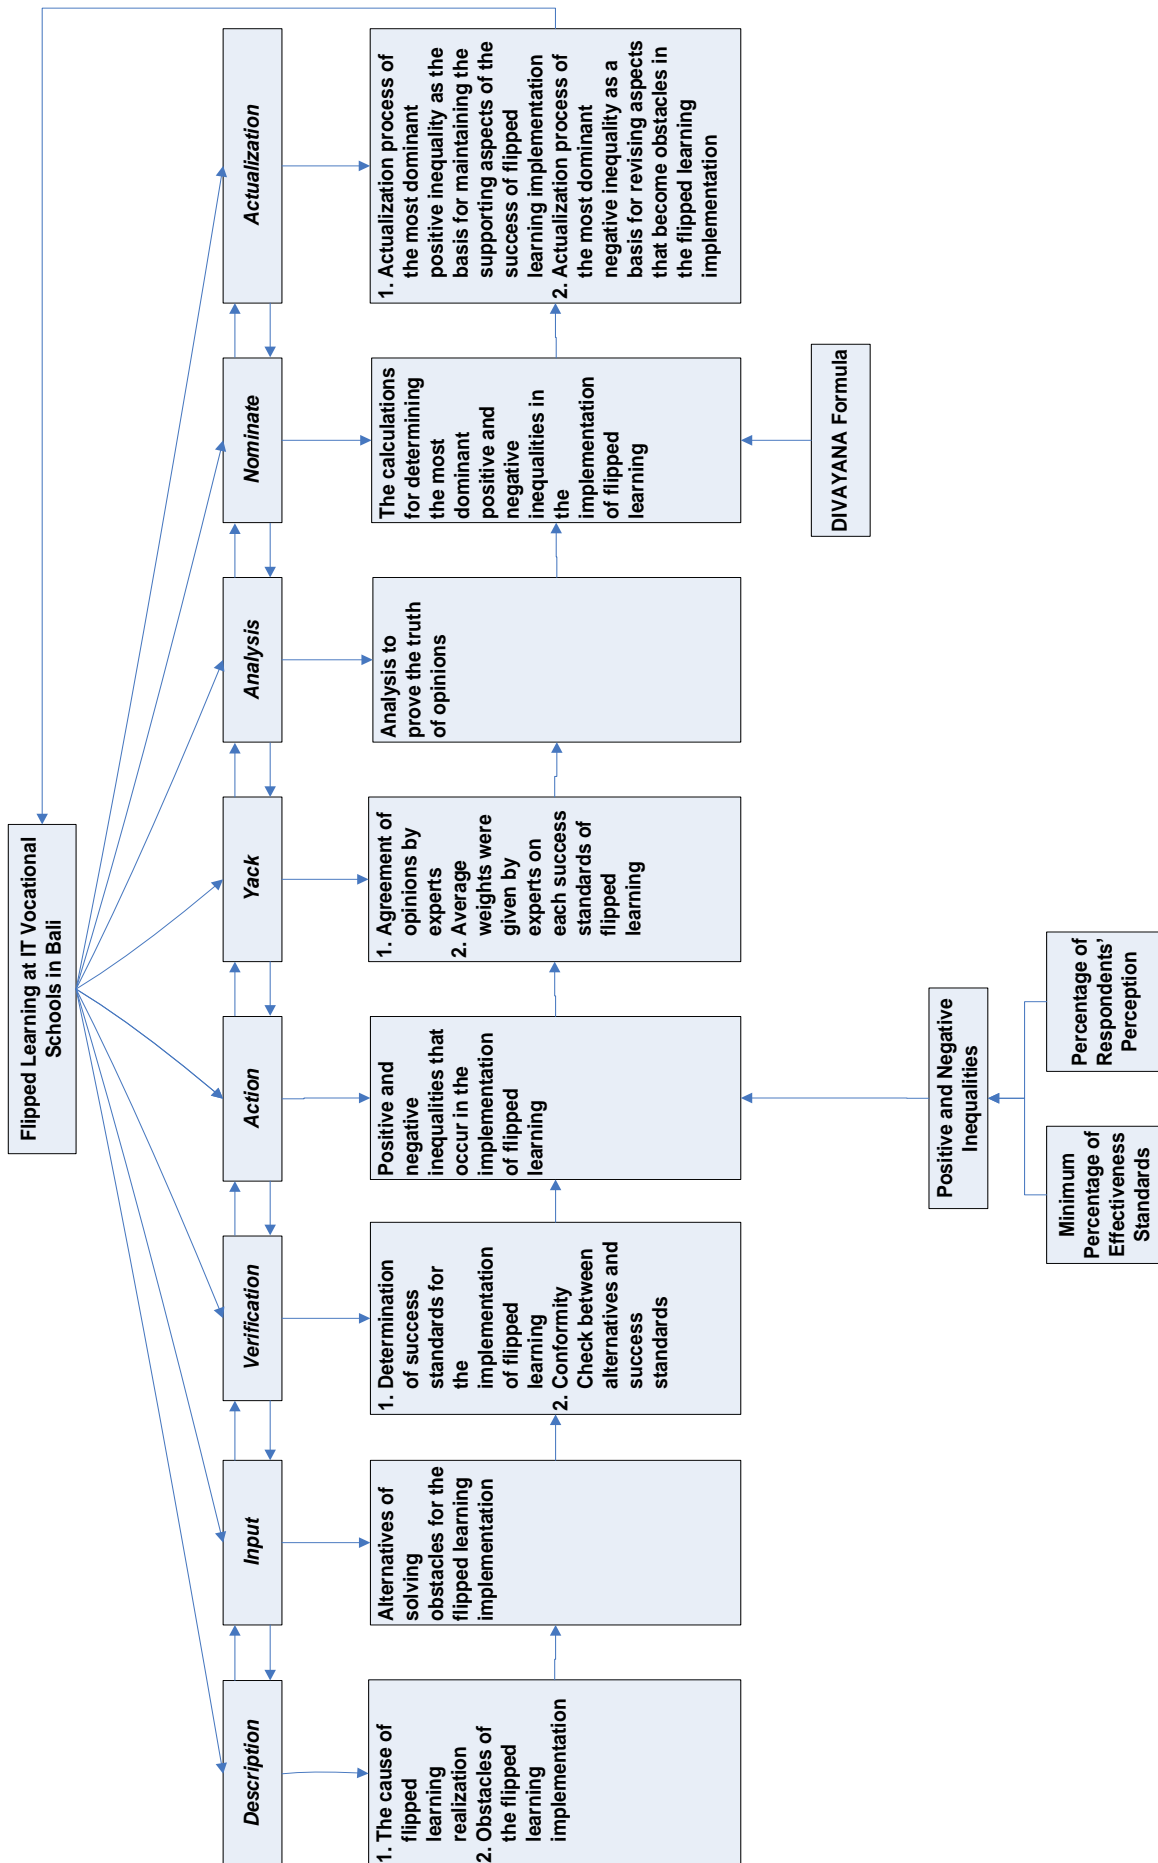 Flipped Learning at IT Vocational
Schools in Bali
Description
Input
Verification
Action
Yack
Analysis
Nominate
Actualization
1. The cause of
flipped
learning
realization
2. Obstacles of
the flipped
learning
implementation
Alternatives of
solving
obstacles for the
flipped learning
implementation
1. Determination
of success
standards for
the
implementation
of flipped
learning
2. Conformity
Check between
alternatives and
success
standards
Positive and
negative
inequalities that
occur in the
implementation
of flipped
learning
1. Agreement of
opinions by
experts
2. Average
weights were
given by
experts on
each success
standards of
flipped
learning
Analysis to
prove the truth
of opinions
The calculations
for determining
the most
dominant
positive and
negative
inequalities in
the
implementation
of flipped
learning
1. Actualization process of
the most dominant
positive inequality as the
basis for maintaining the
supporting aspects of the
success of flipped
learning implementation
2. Actualization process of
the most dominant
negative inequality as a
basis for revising aspects
that become obstacles in
the flipped learning
implementation
Positive and Negative
Inequalities
DIVAYANA Formula
Minimum
Percentage of
Effectiveness
Standards
Percentage of
Respondents’
Perception